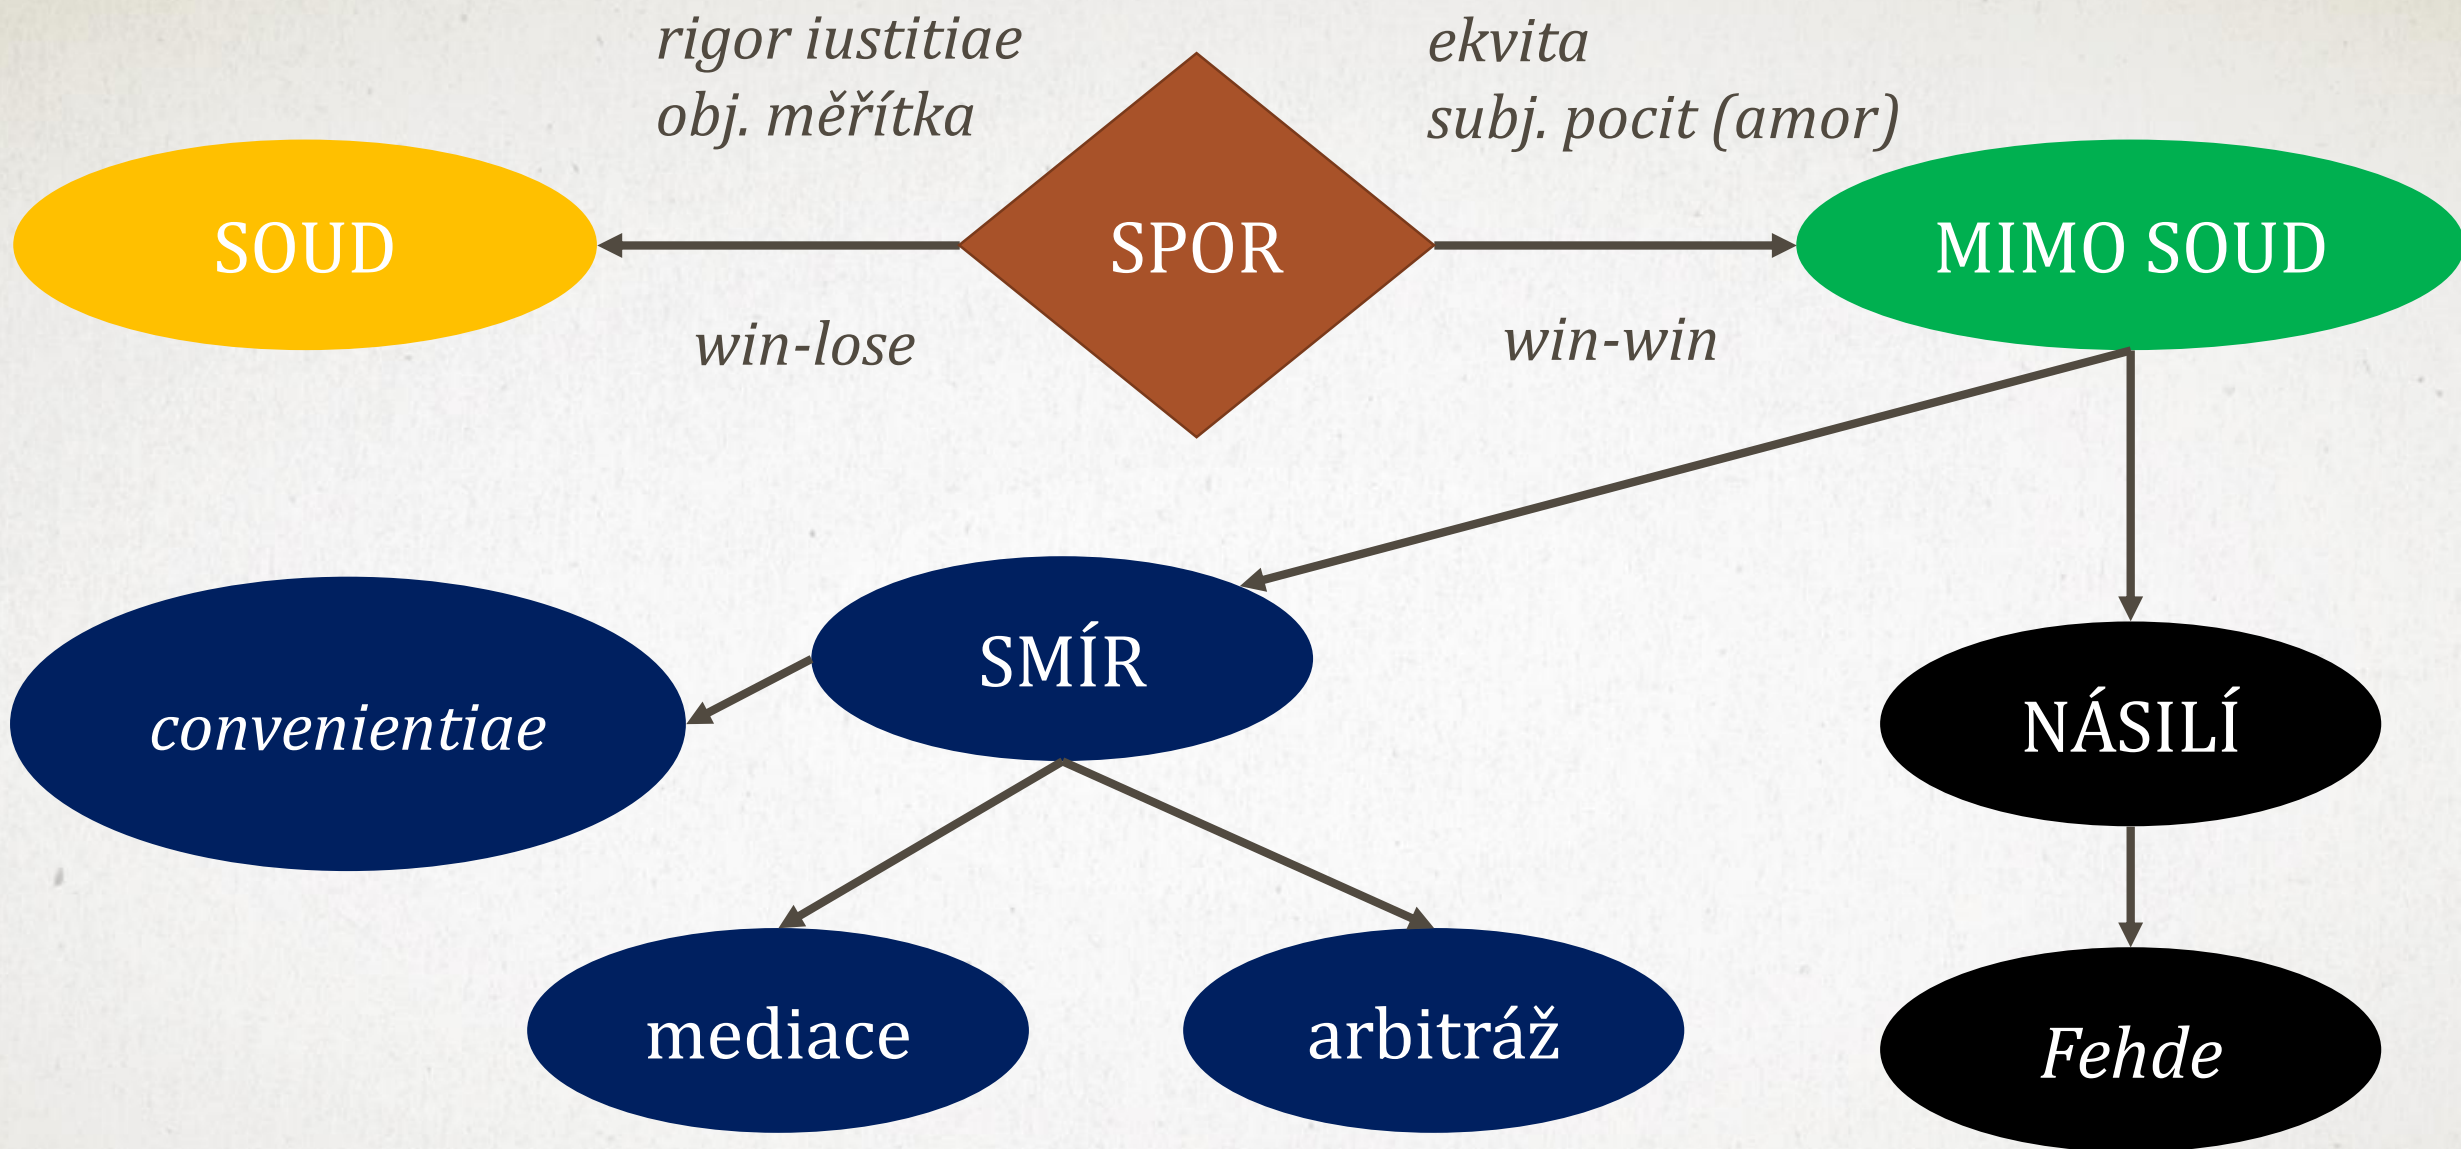 rigor iustitiae
obj. měřítka
ekvita
subj. pocit (amor)
SOUD
SPOR
MIMO SOUD
win-lose
win-win
SMÍR
convenientiae
NÁSILÍ
mediace
arbitráž
Fehde